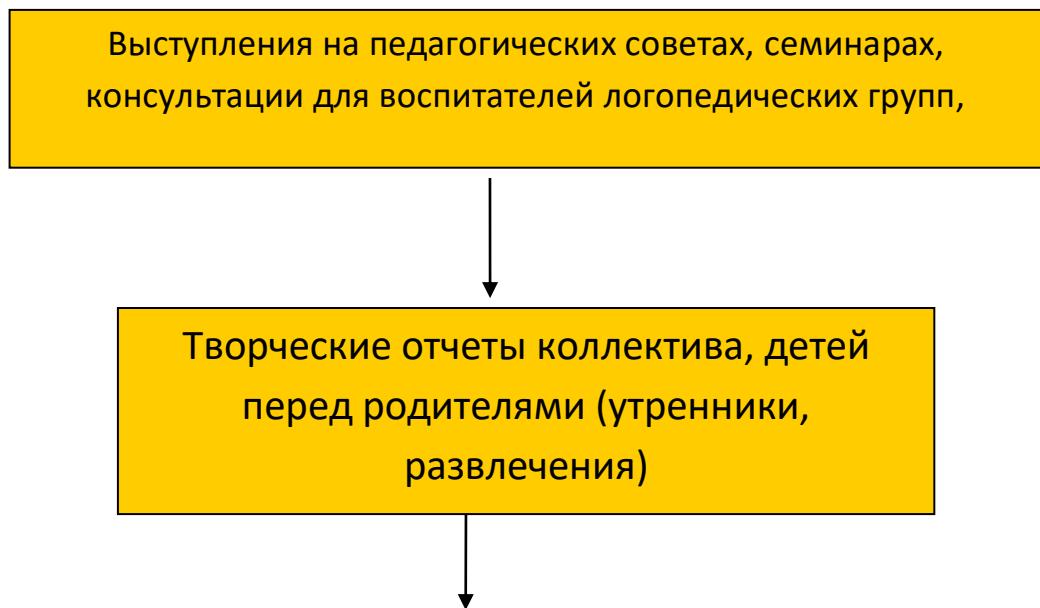 Выступления на педагогических советах, семинарах,
консультации для воспитателей логопедических групп,
Творческие отчеты коллектива, детей
перед родителями (утренники,
развлечения)